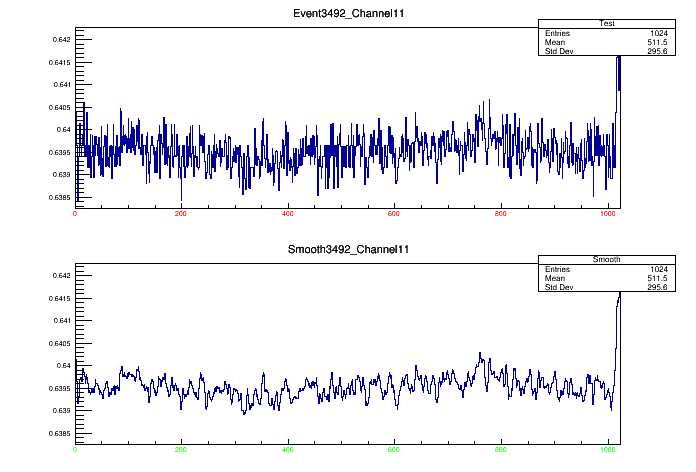 Event3492_Channel11
Test
Entries 1024
Mean 511.5
Std Dev 295.6
0.642
0.6415
0.641
0.6405
0.64
0.6395
0.639
0.6385
0 200 400 600 800 1000
Smooth3492_Channel11
Smooth
Entries 1024
Mean 511.5
Std Dev 295.6
0.642
0.6415
0.641
0.6405
0.64
0.6395
0.639
0.6385
0 200 400 600 800 1000